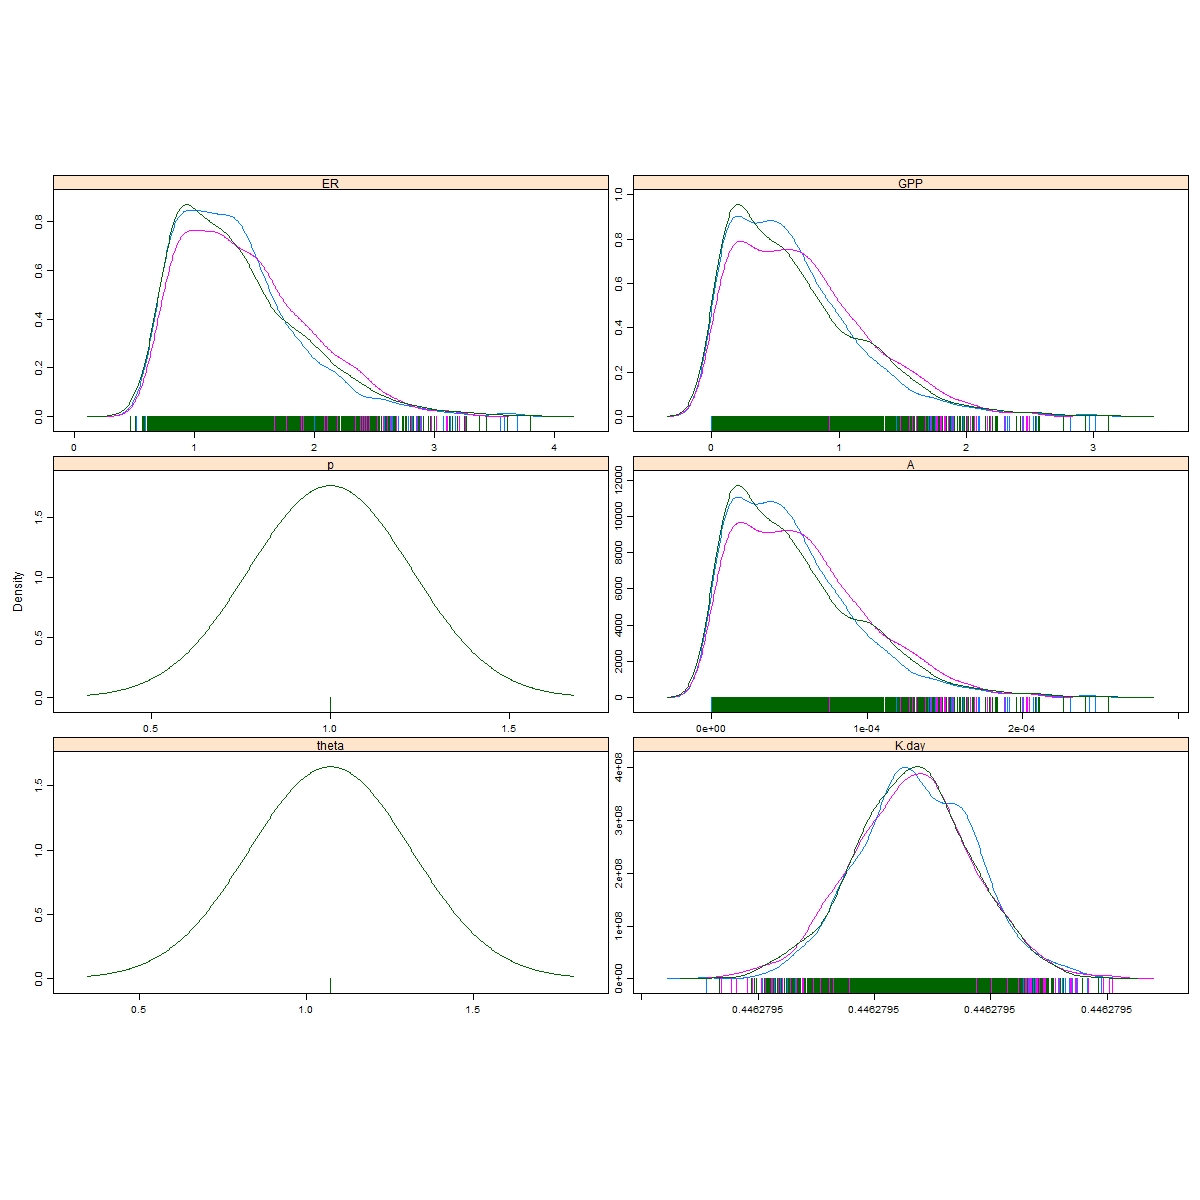 ER
GPP
0.0 0.2 0.4 0.6 0.8
0 1 2 3 4
0.0 0.2 0.4 0.6 0.8 1.0
0 1 2 3
p
A
Density
0.0 0.5 1.0 1.5
0.5 1.0 1.5
0 2000 4000 6000 8000 10000 12000
0e+00 1e-04 2e-04
theta
K.day
0.0 0.5 1.0 1.5
0.5 1.0 1.5
0e+00 1e+08 2e+08 3e+08 4e+08
0.4462795 0.4462795 0.4462795 0.4462795